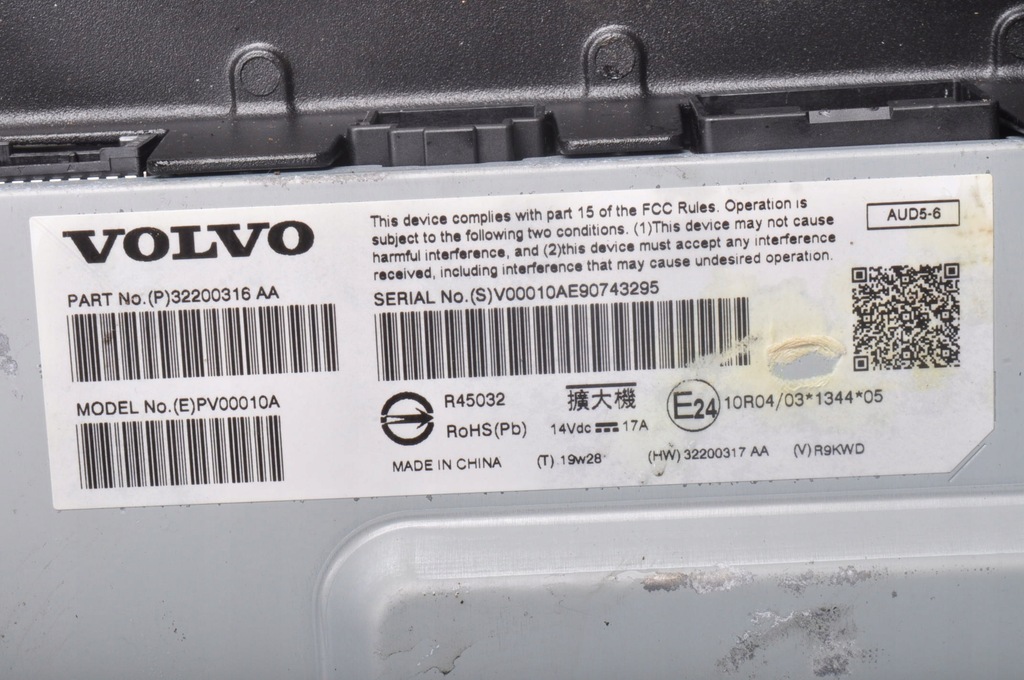 VOLVO
This device complies with part 15 of the FCC Rules. Operation is
subject to the following two conditions. (1)This device may not cause
harmful interference, and (2)this device must accept any interference
received, including interference that may cause undesired operation.
AUD5-6
PART No.(P)32200316 AA
SERIAL No.(S)V00010AE90743295
MODEL No.(E)PV00010A
R45032
RoHS(Pb)
擴大機
14Vdc 17A
E24
10R04/03*1344*05
MADE IN CHINA
(T) 19w28
(HW) 32200317 AA
(V) R9KWD